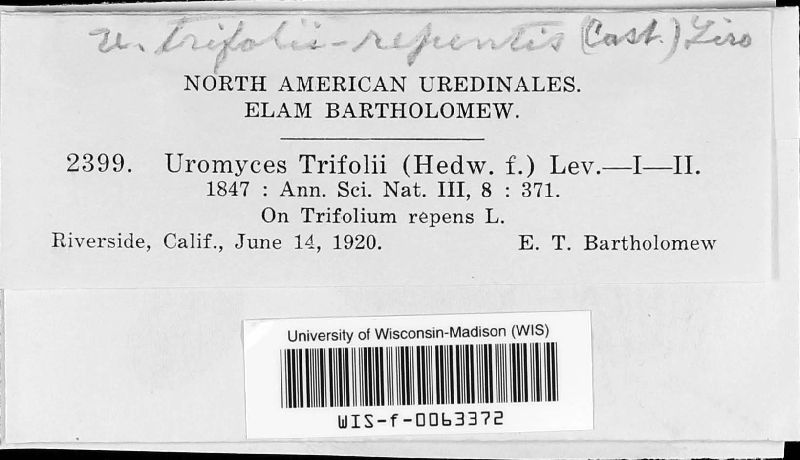 U. trifolii-repentis (Cast.) Liro
NORTH AMERICAN UREDINALES.
ELAM BARTHOLOMEW.
2399. Uromyces Trifolii (Hedw. f.) Lev.—I—II.
1847 : Ann. Sci. Nat. III, 8 : 371.
On Trifolium repens L.
Riverside, Calif., June 14, 1920. E. T. Bartholomew
University of Wisconsin-Madison (WIS)
WIS-f-0063372